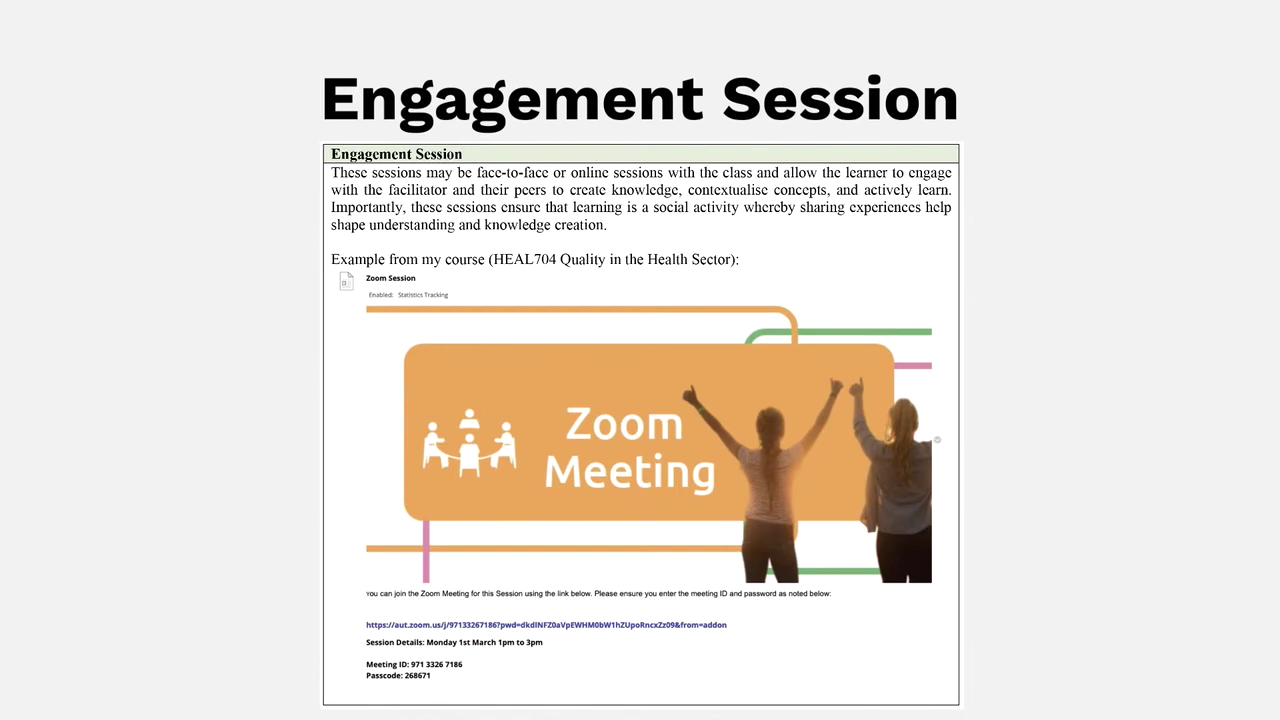 Engagement Session
Engagement Session
These sessions may be face-to-face or online sessions with the class and allow the learner to engage
with the facilitator and their peers to create knowledge, contextualise concepts, and actively learn.
Importantly, these sessions ensure that learning is a social activity whereby sharing experiences help
shape understanding and knowledge creation.
Example from my course (HEAL704 Quality in the Health Sector):
Zoom Session
Enabled: Statistics Tracking
Zoom
Meeting
You can join the Zoom Meeting for this Session using the link below. Please ensure you enter the meeting ID and password as noted below:
https://aut.zoom.us/j/97133267186?pwd=dkdlNFZ0aVpEWHM0bW1hZUpoRncxZz09&from=addon
Session Details: Monday 1st March 1pm to 3pm
Meeting ID: 971 3326 7186
Passcode: 268671